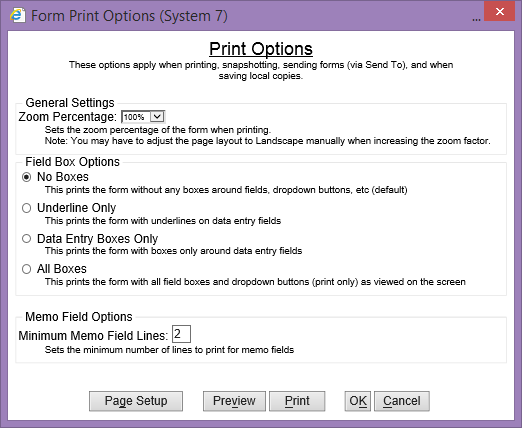 Form Print Options (System 7)
...
Print Options
These options apply when printing, snapshotting, sending forms (via Send To), and when
saving local copies.
General Settings
Zoom Percentage: 100%
Sets the zoom percentage of the form when printing.
Note: You may have to adjust the page layout to Landscape manually when increasing the zoom factor.
Field Box Options
No Boxes
This prints the form without any boxes around fields, dropdown buttons, etc (default)
Underline Only
This prints the form with underlines on data entry fields
Data Entry Boxes Only
This prints the form with boxes only around data entry fields
All Boxes
This prints the form with all field boxes and dropdown buttons (print only) as viewed on the screen
Memo Field Options
Minimum Memo Field Lines: 2
Sets the minimum number of lines to print for memo fields
Page Setup Preview Print OK Cancel